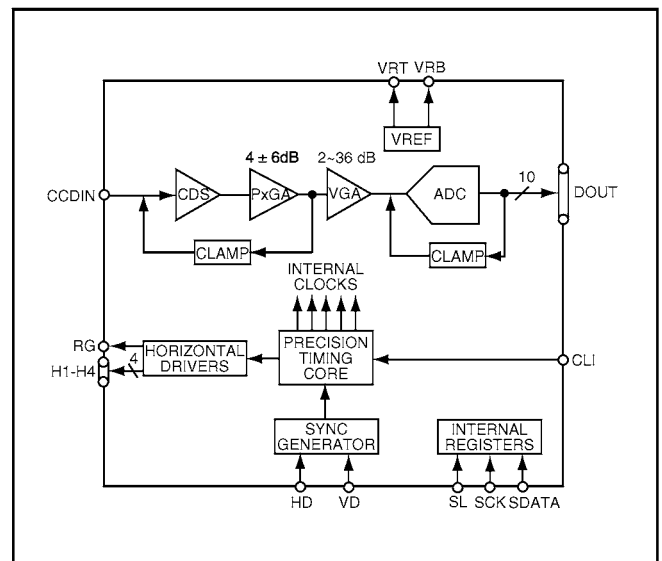 VRT VRB
VREF
4 ± 6dB
2~36 dB
10
CCDIN
CDS
PxGA
VGA
ADC
DOUT
CLAMP
CLAMP
INTERNAL
CLOCKS
RG
H1-H4
4
HORIZONTAL
DRIVERS
PRECISION
TIMING
CORE
CLI
SYNC
GENERATOR
INTERNAL
REGISTERS
HD
VD
SL
SCK
SDATA